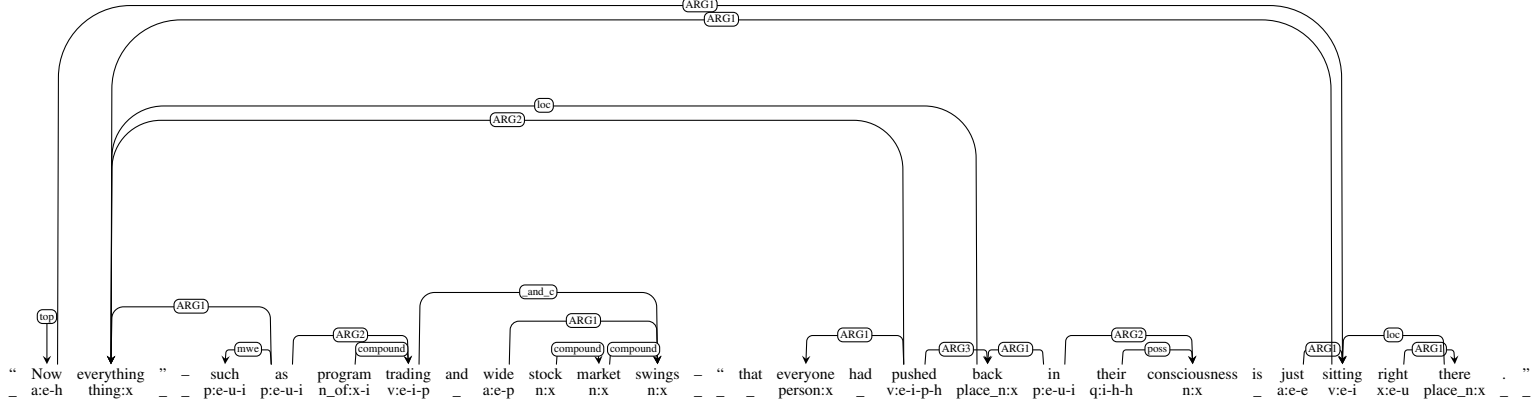 ARG1
ARG1
loc
ARG2
_and_c
ARG1
top
ARG1
ARG2
ARG1
ARG2
loc
mwe
compound
compound
compound
ARG3
ARG1
poss
ARG1
ARG1
“ Now everything ” – such as program trading and wide stock market swings – “ that everyone had pushed back in their consciousness is just sitting right there . ”
_ a:e-h thing:x _ _ p:e-u-i p:e-u-i n_of:x-i v:e-i-p _ a:e-p n:x n:x n:x _ _ _ person:x _ v:e-i-p-h place_n:x p:e-u-i q:i-h-h n:x _ a:e-e v:e-i x:e-u place_n:x _ _